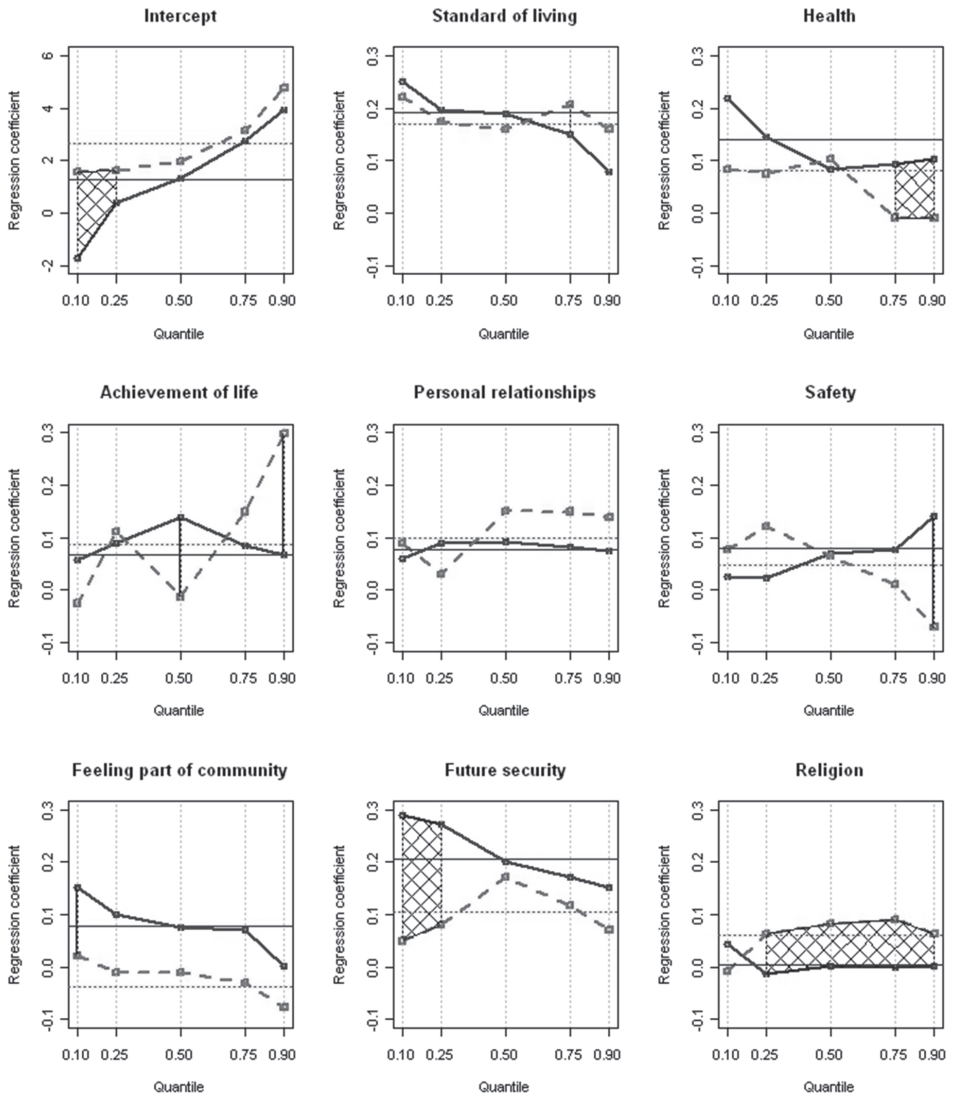 Intercept
Standard of living
Health
Regression coefficient
6
4
2
0
-2
Regression coefficient
0.3
0.2
0.1
0.0
-0.1
Regression coefficient
0.3
0.2
0.1
0.0
-0.1
0.10 0.25 0.50 0.75 0.90
0.10 0.25 0.50 0.75 0.90
0.10 0.25 0.50 0.75 0.90
Quantile
Quantile
Quantile
Achievement of life
Personal relationships
Safety
Regression coefficient
0.3
0.2
0.1
0.0
-0.1
Regression coefficient
0.3
0.2
0.1
0.0
-0.1
Regression coefficient
0.3
0.2
0.1
0.0
-0.1
0.10 0.25 0.50 0.75 0.90
0.10 0.25 0.50 0.75 0.90
0.10 0.25 0.50 0.75 0.90
Quantile
Quantile
Quantile
Feeling part of community
Future security
Religion
Regression coefficient
0.3
0.2
0.1
0.0
-0.1
Regression coefficient
0.3
0.2
0.1
0.0
-0.1
Regression coefficient
0.3
0.2
0.1
0.0
-0.1
0.10 0.25 0.50 0.75 0.90
0.10 0.25 0.50 0.75 0.90
0.10 0.25 0.50 0.75 0.90
Quantile
Quantile
Quantile